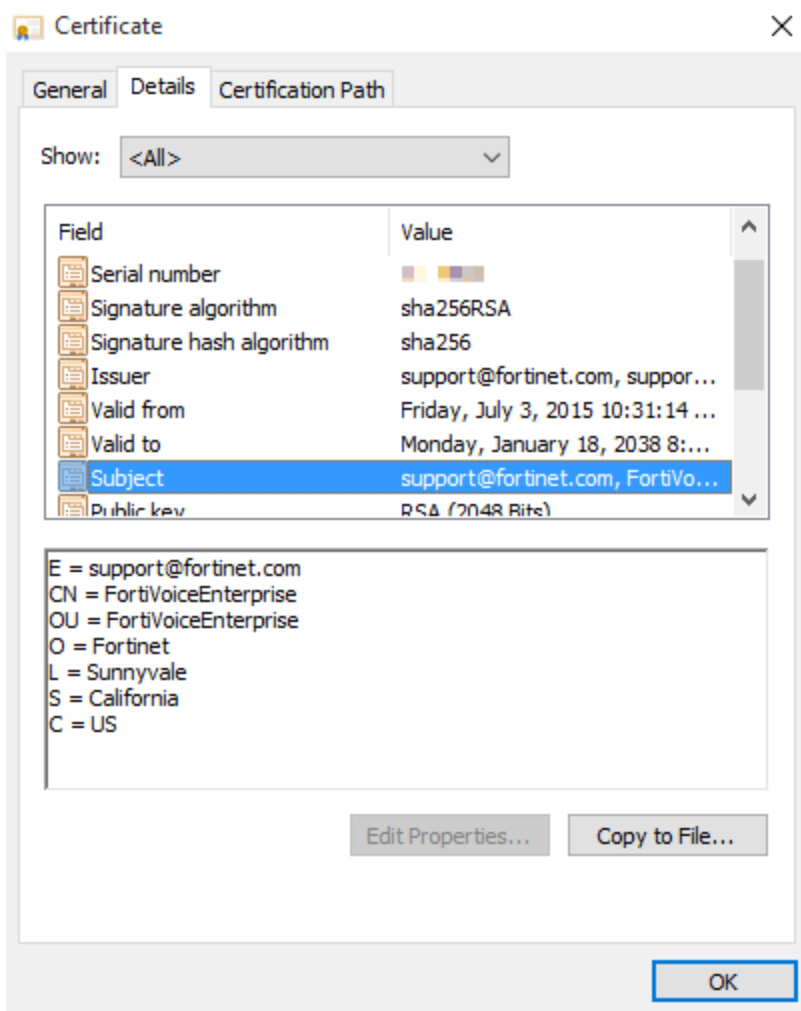 Certificate
General Details Certification Path
Show: <All>
Field Value
Serial number
Signature algorithm sha256RSA
Signature hash algorithm sha256
Issuer support@fortinet.com, suppor...
Valid from Friday, July 3, 2015 10:31:14 ...
Valid to Monday, January 18, 2038 8:...
Subject support@fortinet.com, FortiVo...
Public key RSA (2048 Bits)
E = support@fortinet.com
CN = FortiVoiceEnterprise
OU = FortiVoiceEnterprise
O = Fortinet
L = Sunnyvale
S = California
C = US
Edit Properties... Copy to File...
OK